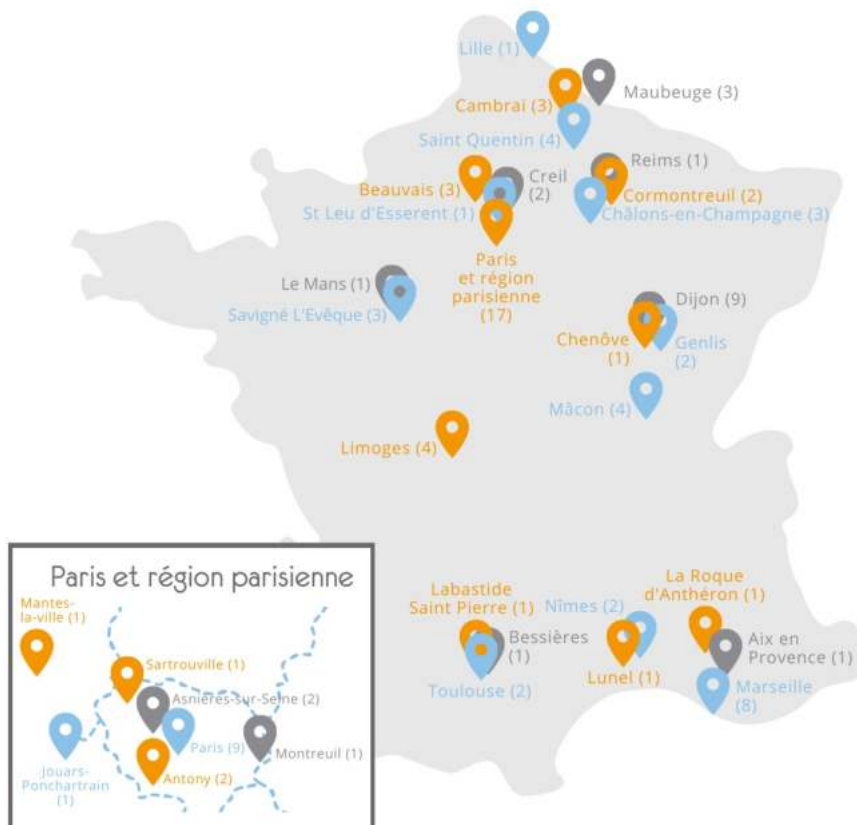 Lille (1)
Maubeuge (3)
Cambrai (3)
Saint Quentin (4)
Reims (1)
Creil
(2)
Beauvais (3)
Cormontreuil (2)
St Leu d'Esserent (1)
Châlons-en-Champagne (3)
Paris
et région
parisienne
(17)
Le Mans (1)
Savigné L'Evêque (3)
Dijon (9)
Chenôve
(1)
Genlis
(2)
Mâcon (4)
Limoges (4)
Labastide
Saint Pierre (1)
Bessières
(1)
Toulouse (2)
Nîmes (2)
Lunel (1)
La Roque
d'Anthéron (1)
Aix en
Provence (1)
Marseille
(8)
Paris et région parisienne
Mantes-
la-ville (1)
Sartrouville (1)
Asnières-sur-Seine (2)
Paris (9)
Montreuil (1)
Jouars-
Ponchartrain
(1)
Antony (2)